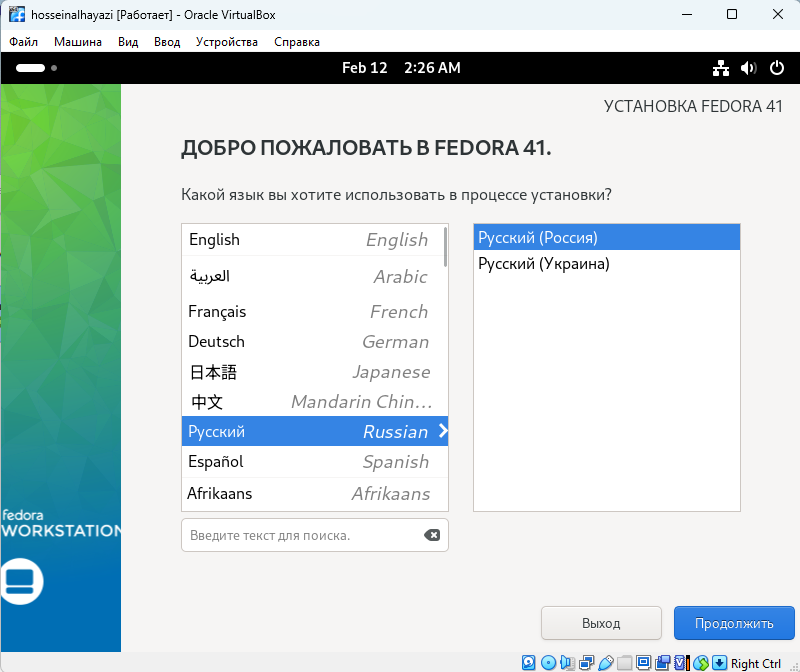 hosseinalhayazi [Работает] - Oracle VirtualBox
Файл Машина Вид Ввод Устройства Справка
Feb 12 2:26 AM
УСТАНОВКА FEDORA 41
ДОБРО ПОЖАЛОВАТЬ В FEDORA 41.
Какой язык вы хотите использовать в процессе установки?
English English
العربية Arabic
Français French
Deutsch German
日本語 Japanese
中文 Mandarin Chin...
Русский Russian
Español Spanish
Afrikaans Afrikaans
Русский (Россия)
Русский (Украина)
Введите текст для поиска.
fedora
WORKSTATION
Выход Продолжить
Right Ctrl